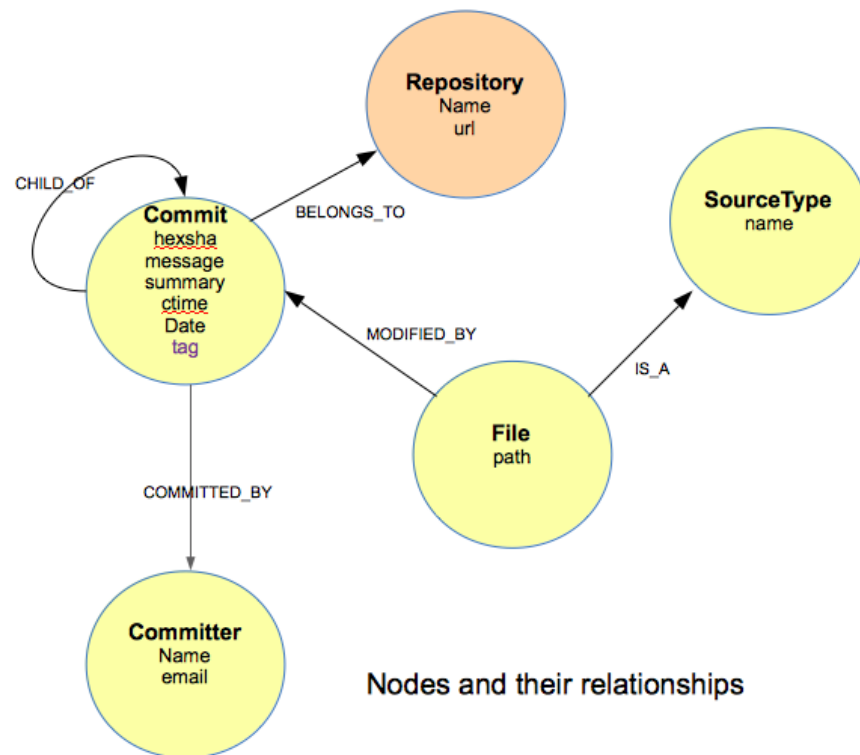 Repository
Name
url
CHILD_OF
BELONGS_TO
Commit
hexsha
message
summary
ctime
Date
tag
SourceType
name
MODIFIED_BY
IS_A
File
path
COMMITTED_BY
Committer
Name
email
Nodes and their relationships